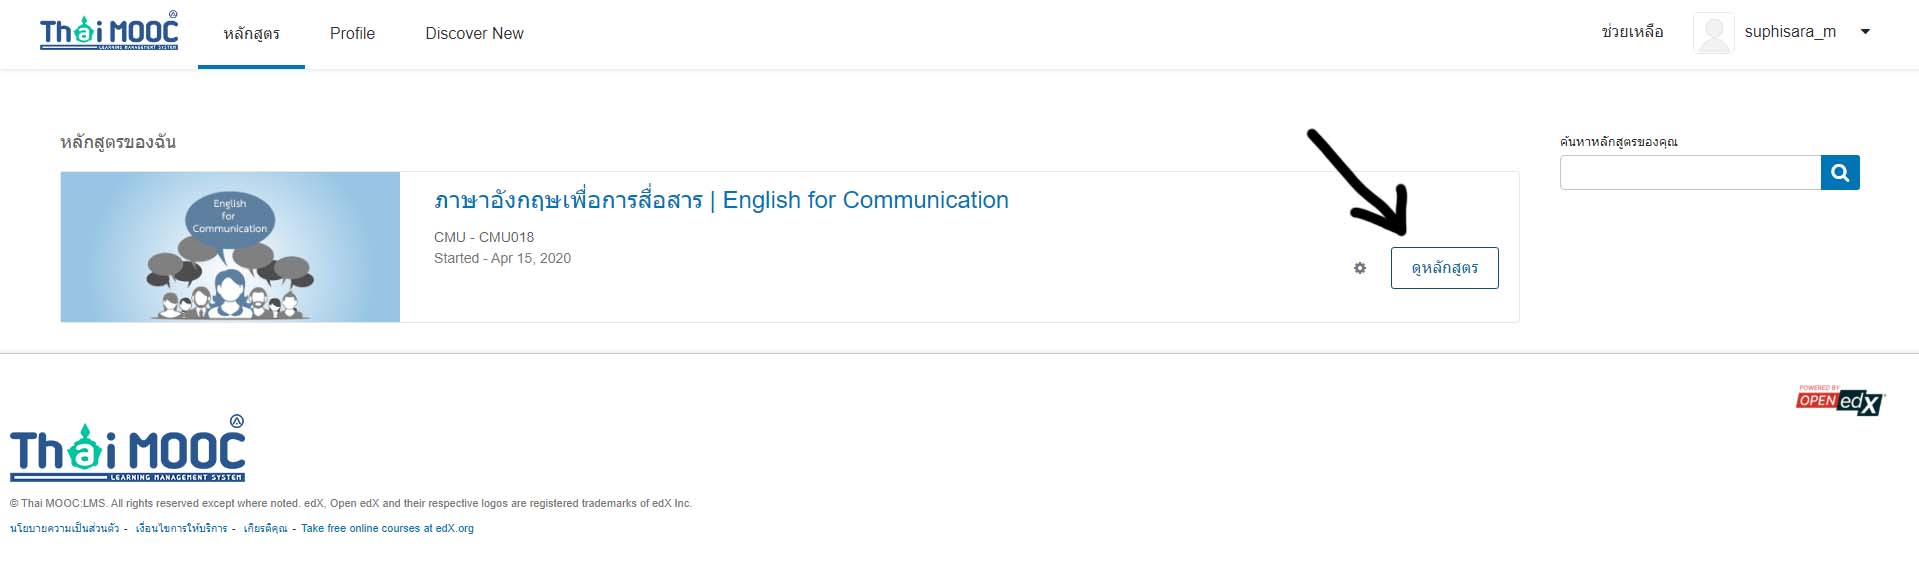 Thai MOOC
LEARNING MANAGEMENT SYSTEM
หลักสูตร
Profile
Discover New
ช่วยเหลือ
suphisara_m
หลักสูตรของฉัน
ค้นหาหลักสูตรของคุณ
English
for
Communication
ภาษาอังกฤษเพื่อการสื่อสาร | English for Communication
CMU - CMU018
Started - Apr 15, 2020
ดูหลักสูตร
POWERED BY
OPEN edX
Thai MOOC
LEARNING MANAGEMENT SYSTEM
© Thai MOOC:LMS. All rights reserved except where noted. edX, Open edX and their respective logos are registered trademarks of edX Inc.
นโยบายความเป็นส่วนตัว - เงื่อนไขการให้บริการ - เกียรติคุณ - Take free online courses at edX.org